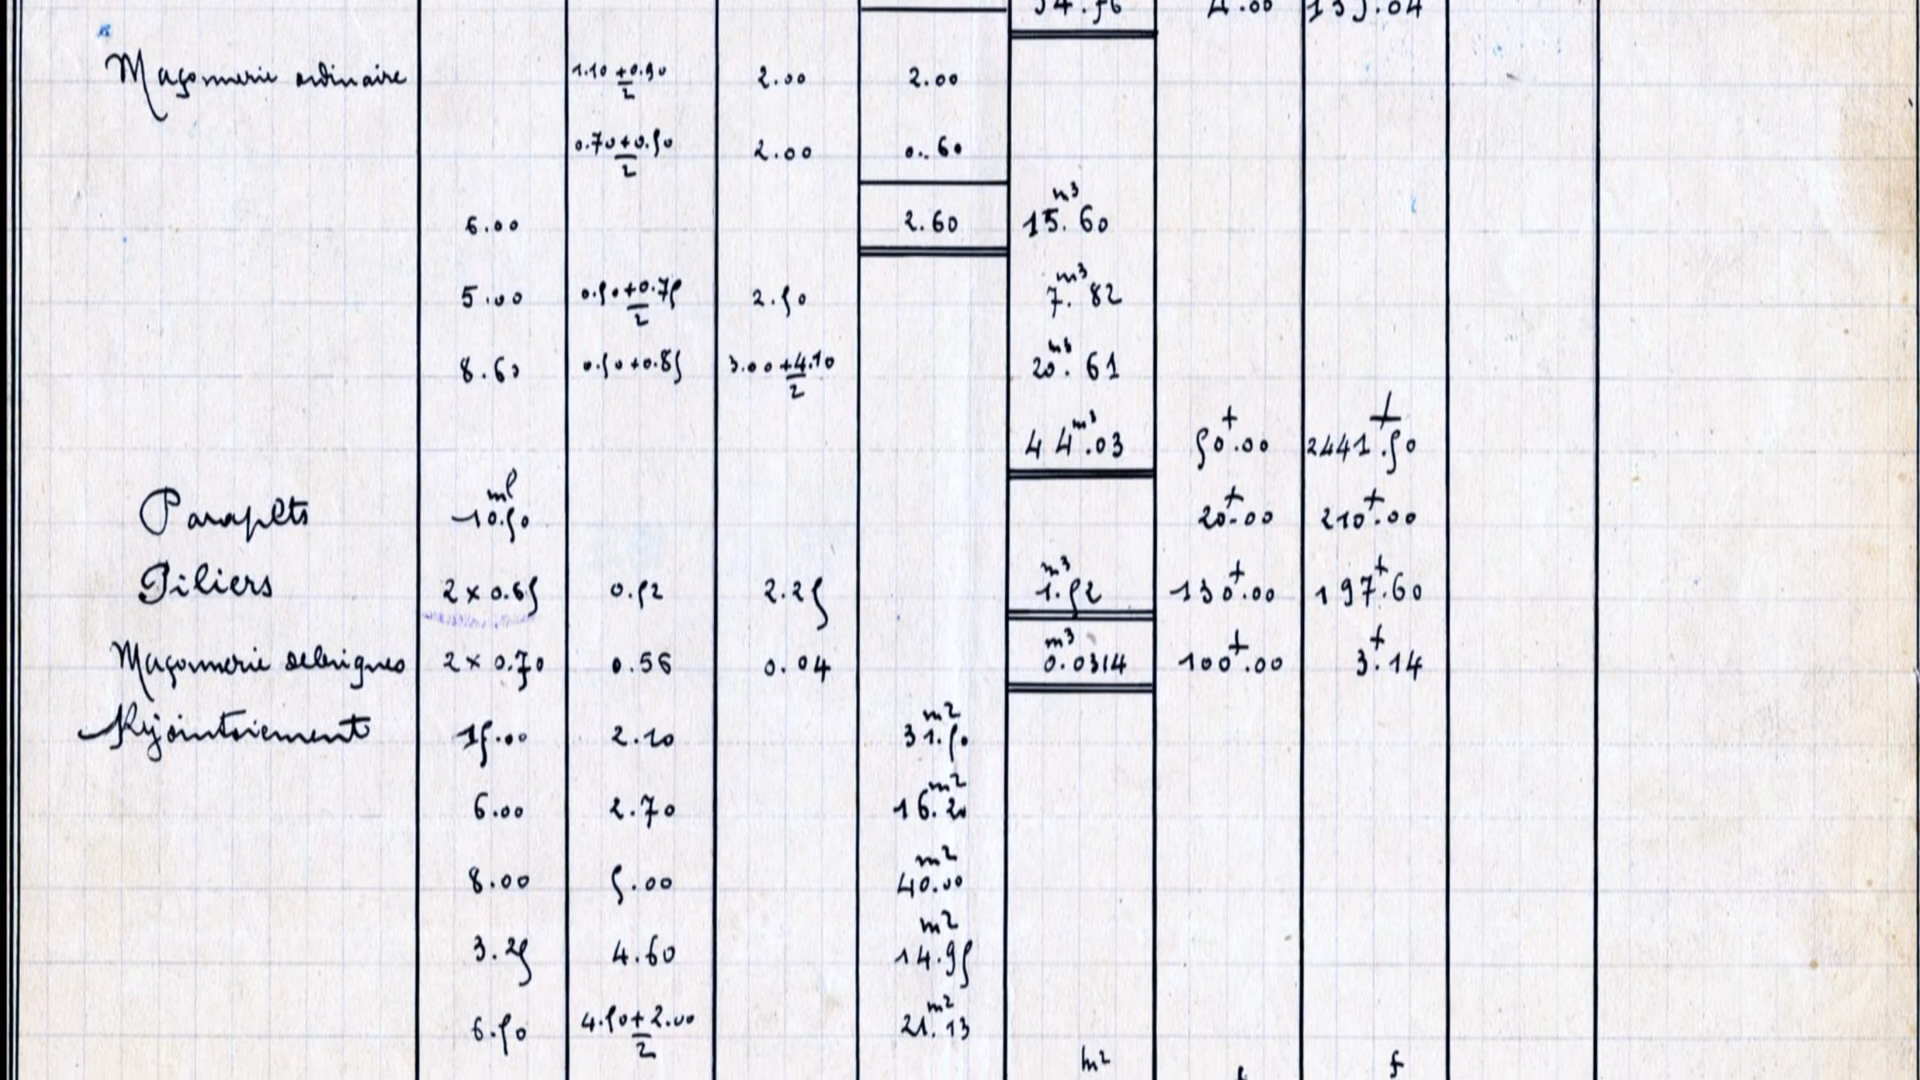 34.76 4.00 139.04
Maçonnerie ordinaire 1.10+0.90/2 2.00 2.00
0.70+0.50/2 2.00 0.60
6.00 2.60 15.60 m3
5.00 0.50+0.75/2 2.50 7.82 m3
8.60 0.50+0.85 3.00+4.10/2 20.61 m3
44.03 m3 50.00 2441.50
Parapets 10.50 ml 20.00 210.00
Piliers 2 x 0.65 0.52 2.25 1.52 m3 130.00 197.60
Maçonnerie debriques 2 x 0.70 0.56 0.04 0.0314 m3 100.00 3.14
Rejointoiement 15.00 2.10 31.50 m2
6.00 2.70 16.20 m2
8.00 5.00 40.00 m2
3.25 4.60 14.95 m2
6.50 4.50+2.00/2 21.13 m2
m2 f f